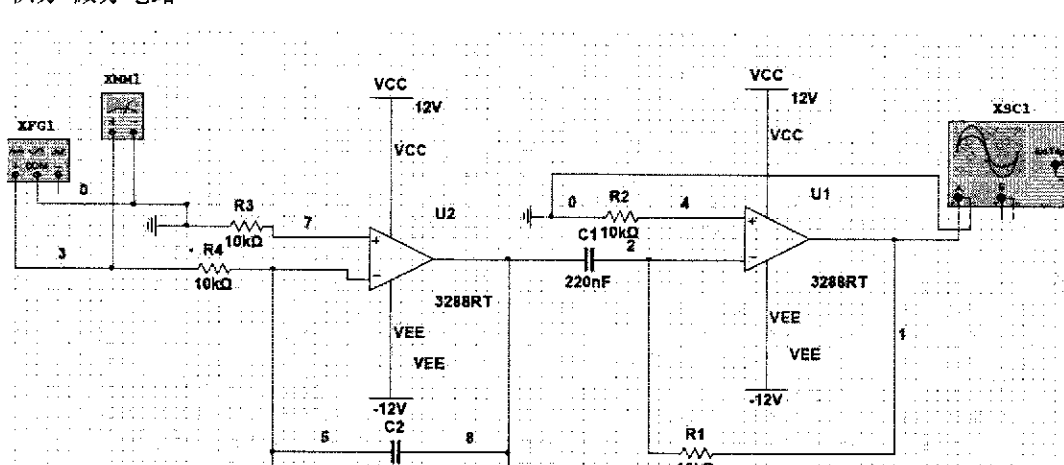 VCC
12V
VCC
XMM1
XFG1
COM
0
R3
10kΩ
7
U2
3
R4
10kΩ
3288RT
VEE
VEE
-12V
C2
5
8
VCC
12V
VCC
XSC1
U1
0
R2
10kΩ
4
C1
220nF
2
3288RT
1
VEE
VEE
-12V
R1